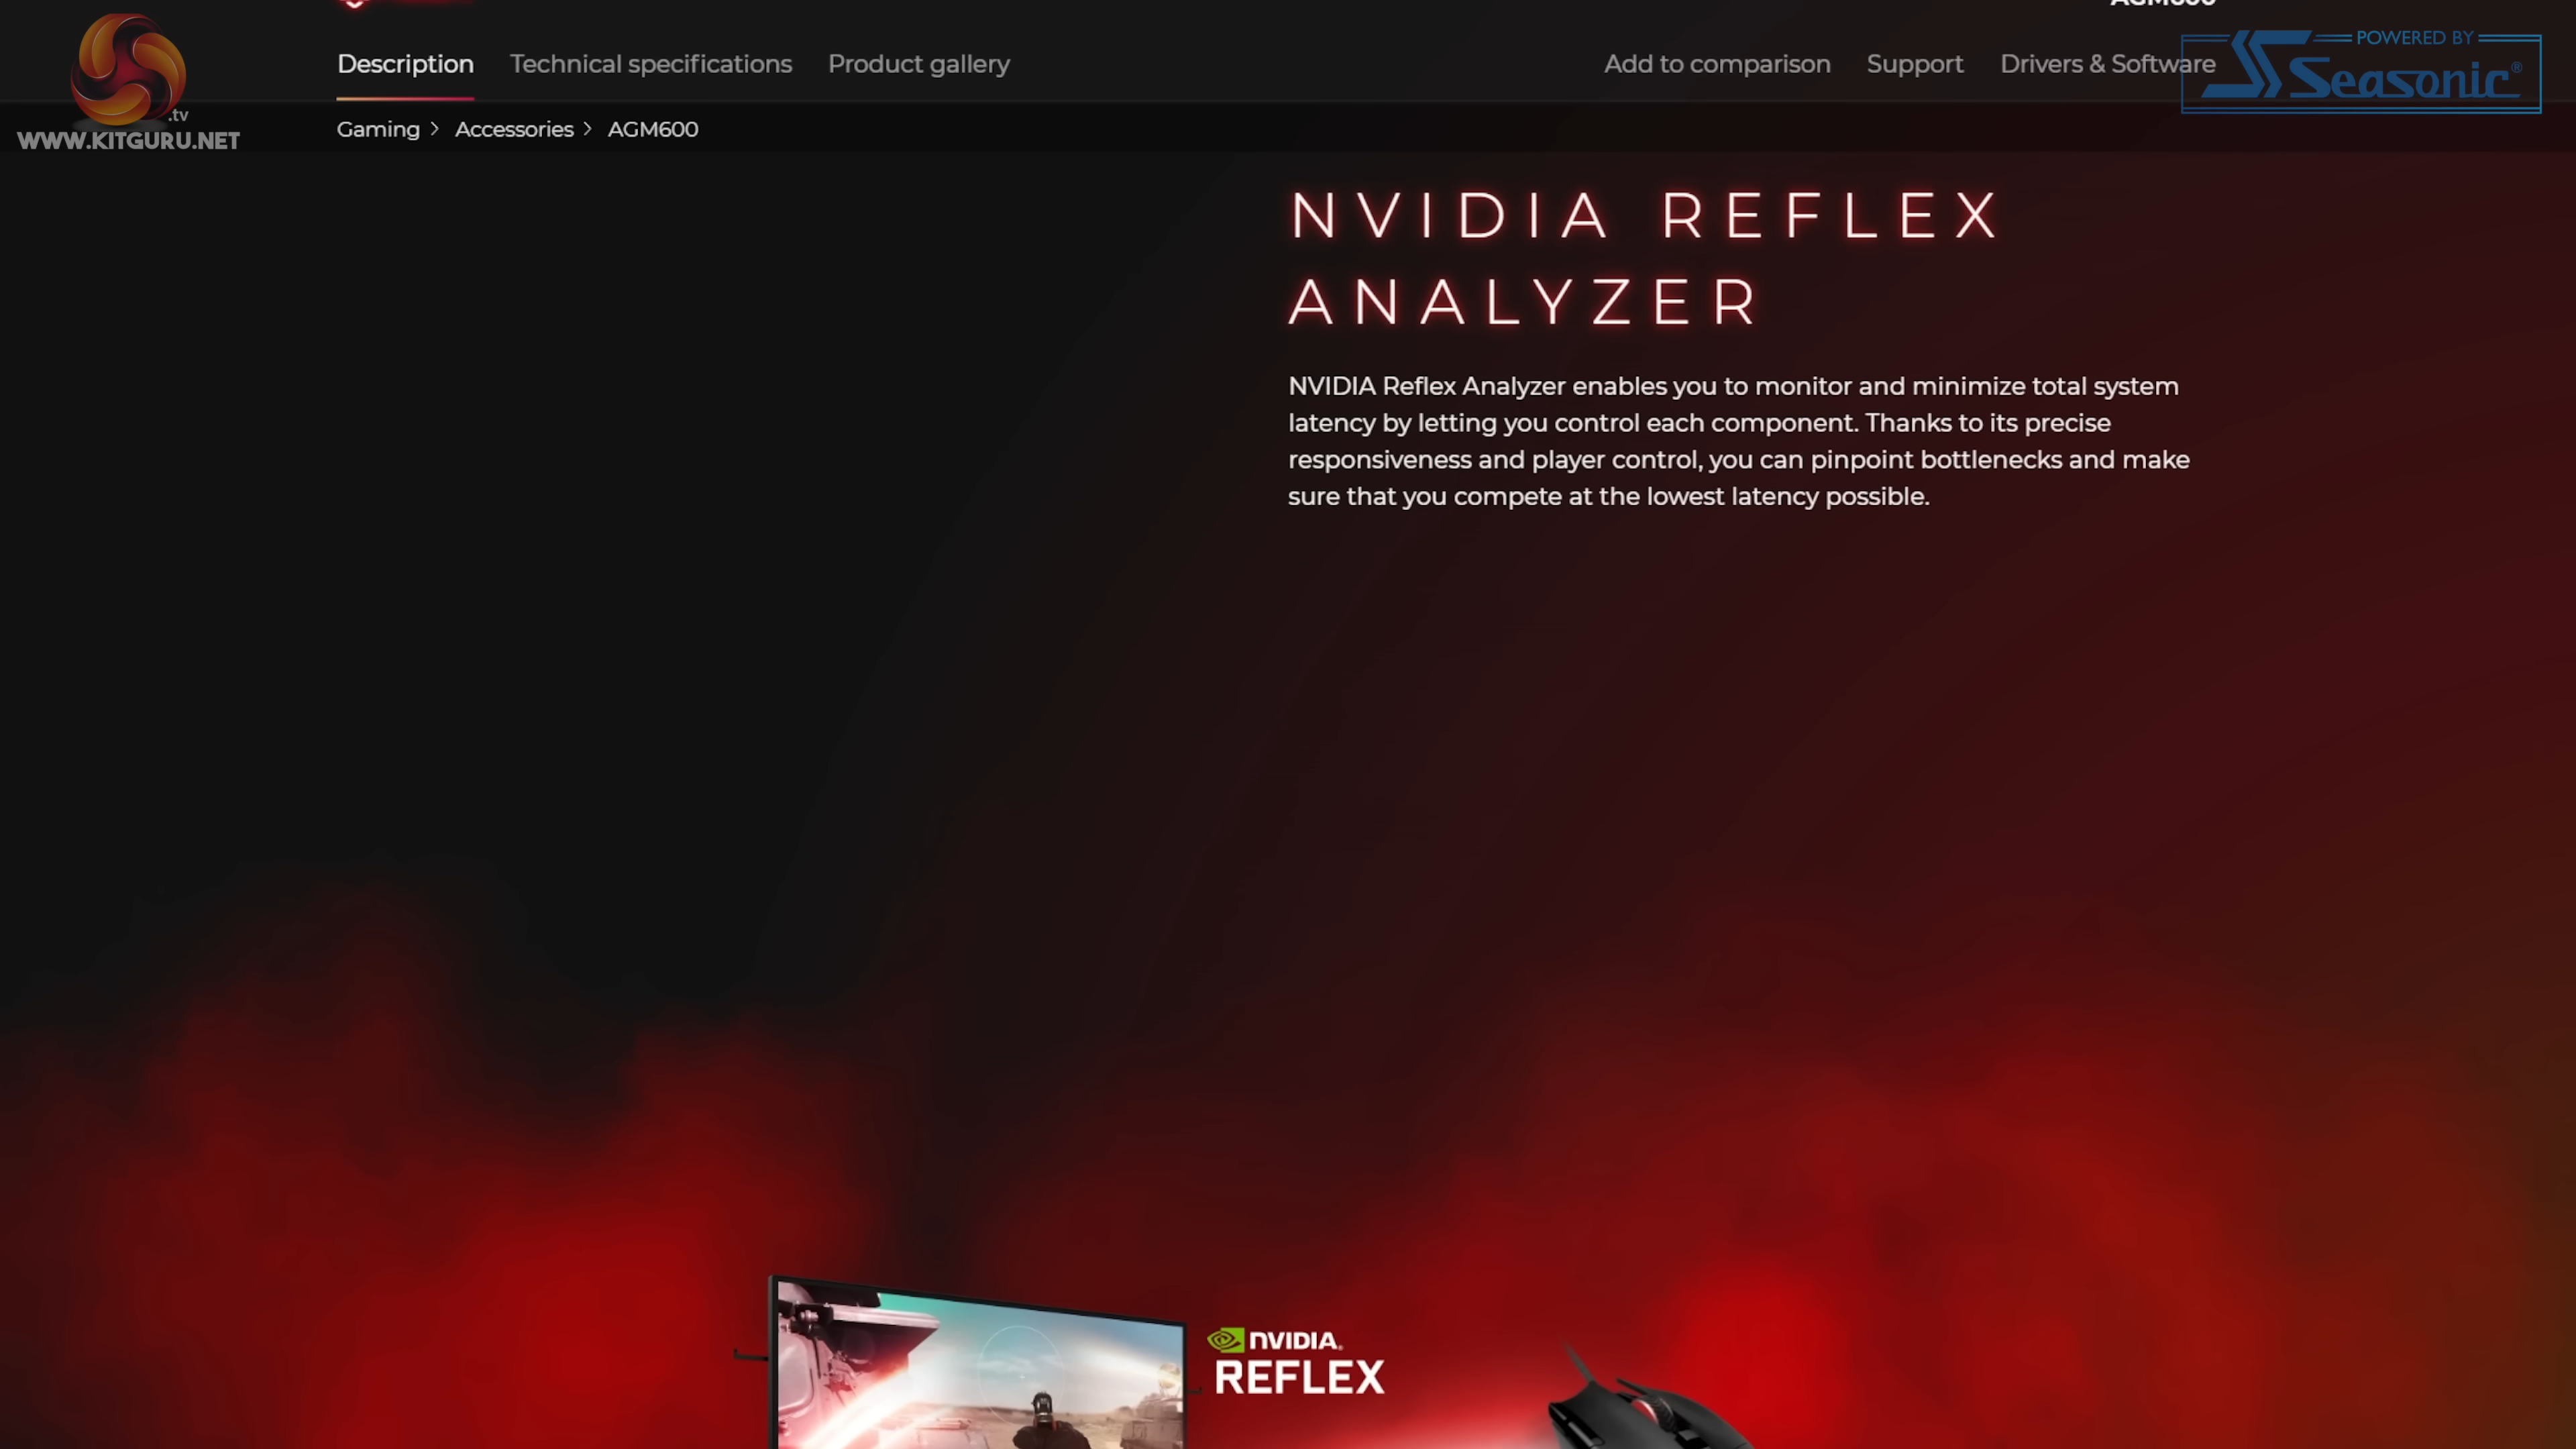 AGM600
Description Technical specifications Product gallery
Add to comparison Support Drivers & Software
POWERED BY
Seasonic®
.tv
WWW.KITGURU.NET
Gaming > Accessories > AGM600
NVIDIA REFLEX
ANALYZER
NVIDIA Reflex Analyzer enables you to monitor and minimize total system
latency by letting you control each component. Thanks to its precise
responsiveness and player control, you can pinpoint bottlenecks and make
sure that you compete at the lowest latency possible.
NVIDIA.
REFLEX